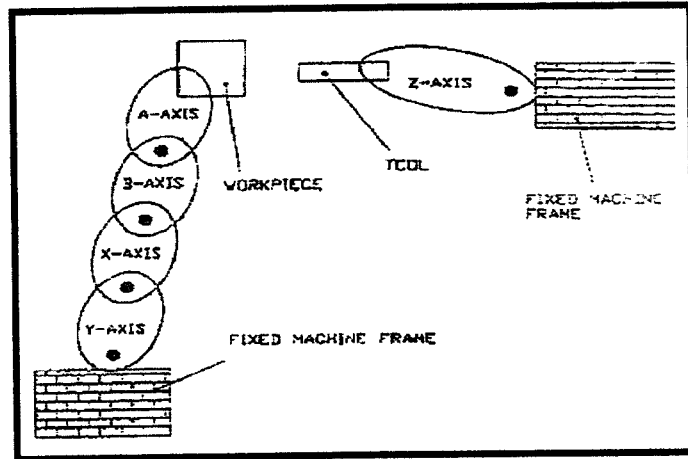 A-AXIS
Z-AXIS
B-AXIS
WORKPIECE
TOOL
FIXED MACHINE
FRAME
X-AXIS
Y-AXIS
FIXED MACHINE FRAME